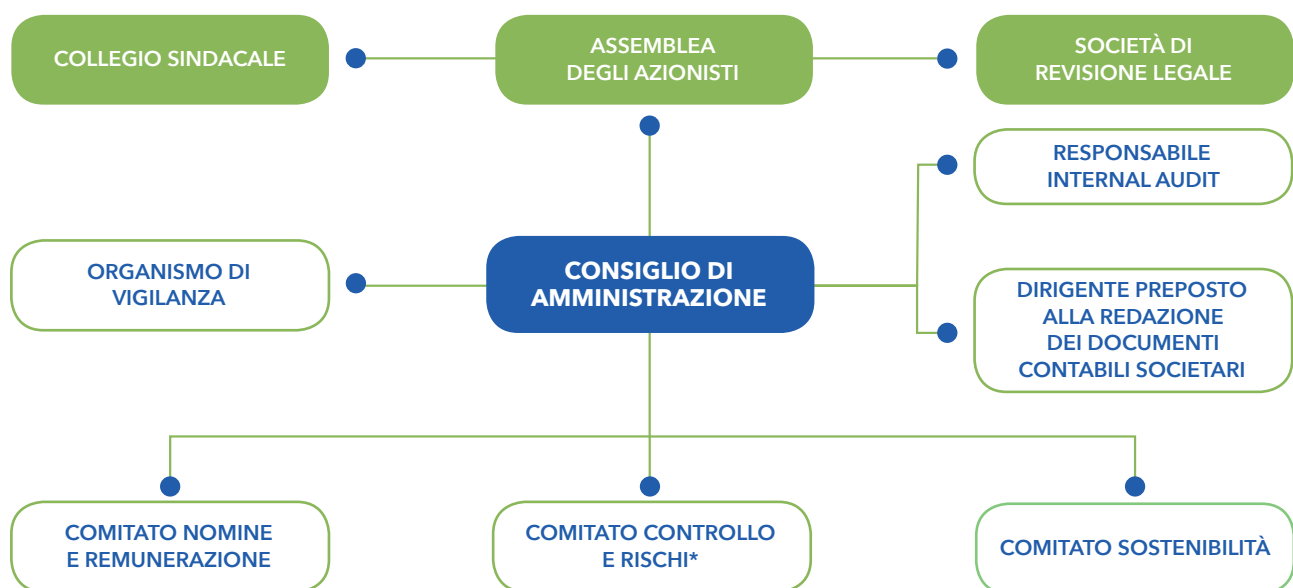 COLLEGIO SINDACALE
ASSEMBLEA
DEGLI AZIONISTI
SOCIETÀ DI
REVISIONE LEGALE
RESPONSABILE
INTERNAL AUDIT
ORGANISMO DI
VIGILANZA
CONSIGLIO DI
AMMINISTRAZIONE
DIRIGENTE PREPOSTO
ALLA REDAZIONE
DEI DOCUMENTI
CONTABILI SOCIETARI
COMITATO NOMINE
E REMUNERAZIONE
COMITATO CONTROLLO
E RISCHI*
COMITATO SOSTENIBILITÀ